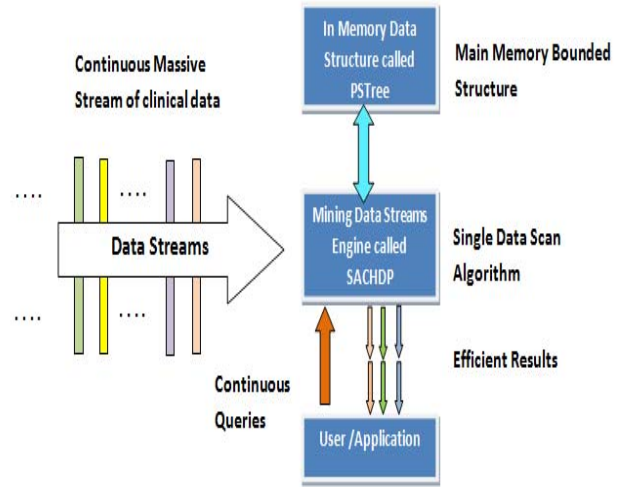 Continuous Massive
Stream of clinical data
....
....
Data Streams
....
....
In Memory Data
Structure called
PSTree
Main Memory Bounded
Structure
Mining Data Streams
Engine called
SACHDP
Single Data Scan
Algorithm
Continuous
Queries
Efficient Results
User /Application